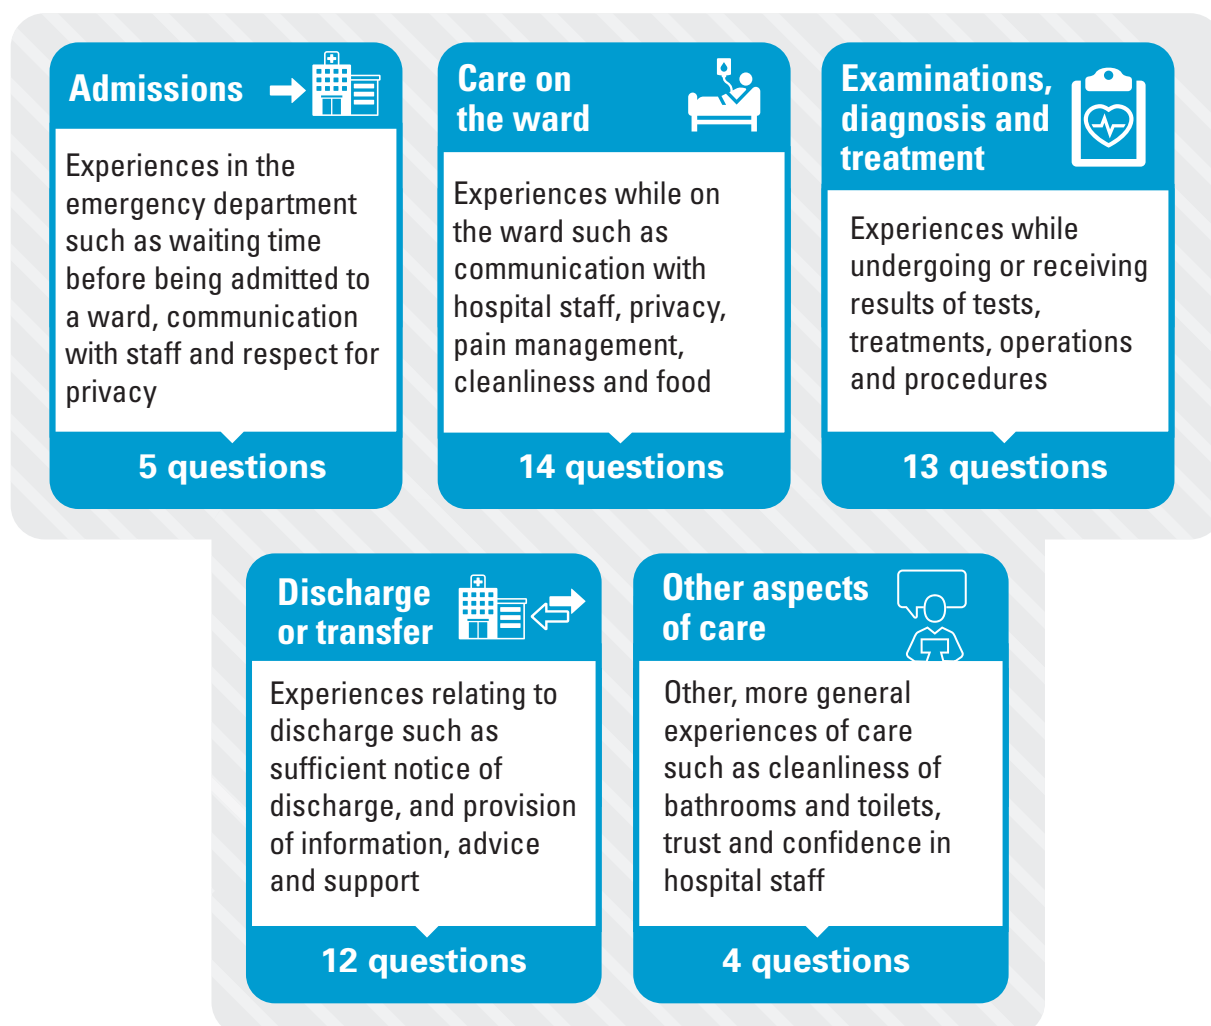 Admissions
Experiences in the
emergency department
such as waiting time
before being admitted to
a ward, communication
with staff and respect for
privacy
5 questions
Care on
the ward
Experiences while on
the ward such as
communication with
hospital staff, privacy,
pain management,
cleanliness and food
14 questions
Examinations,
diagnosis and
treatment
Experiences while
undergoing or receiving
results of tests,
treatments, operations
and procedures
13 questions
Discharge
or transfer
Experiences relating to
discharge such as
sufficient notice of
discharge, and provision
of information, advice
and support
12 questions
Other aspects
of care
Other, more general
experiences of care
such as cleanliness of
bathrooms and toilets,
trust and confidence in
hospital staff
4 questions